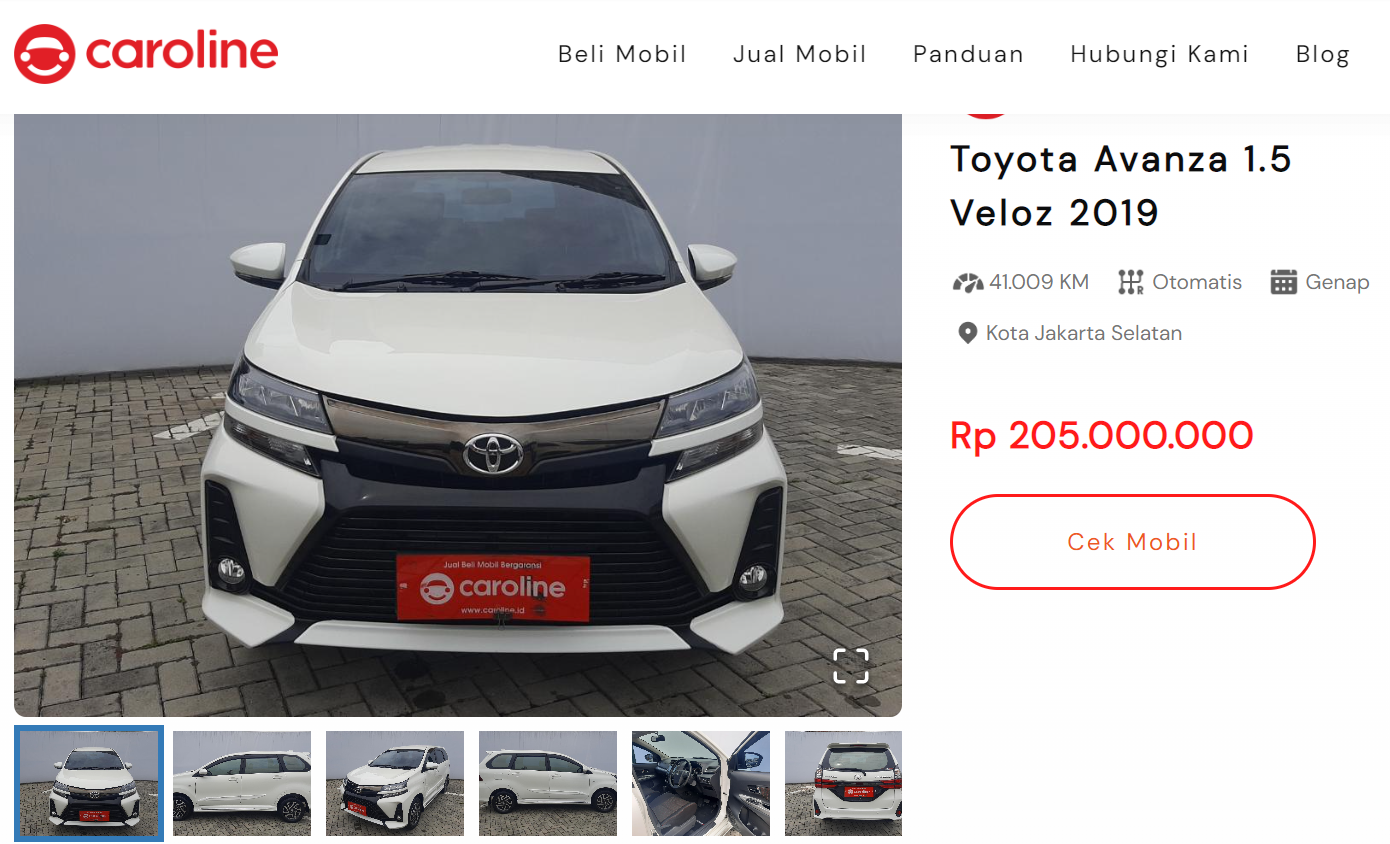 caroline
Beli Mobil
Jual Mobil
Panduan
Hubungi Kami
Blog
Toyota Avanza 1.5
Veloz 2019
41.009 KM
Otomatis
Genap
Kota Jakarta Selatan
Rp 205.000.000
Cek Mobil
Jual Beli Mobil Bergaransi
caroline
www.caroline.id